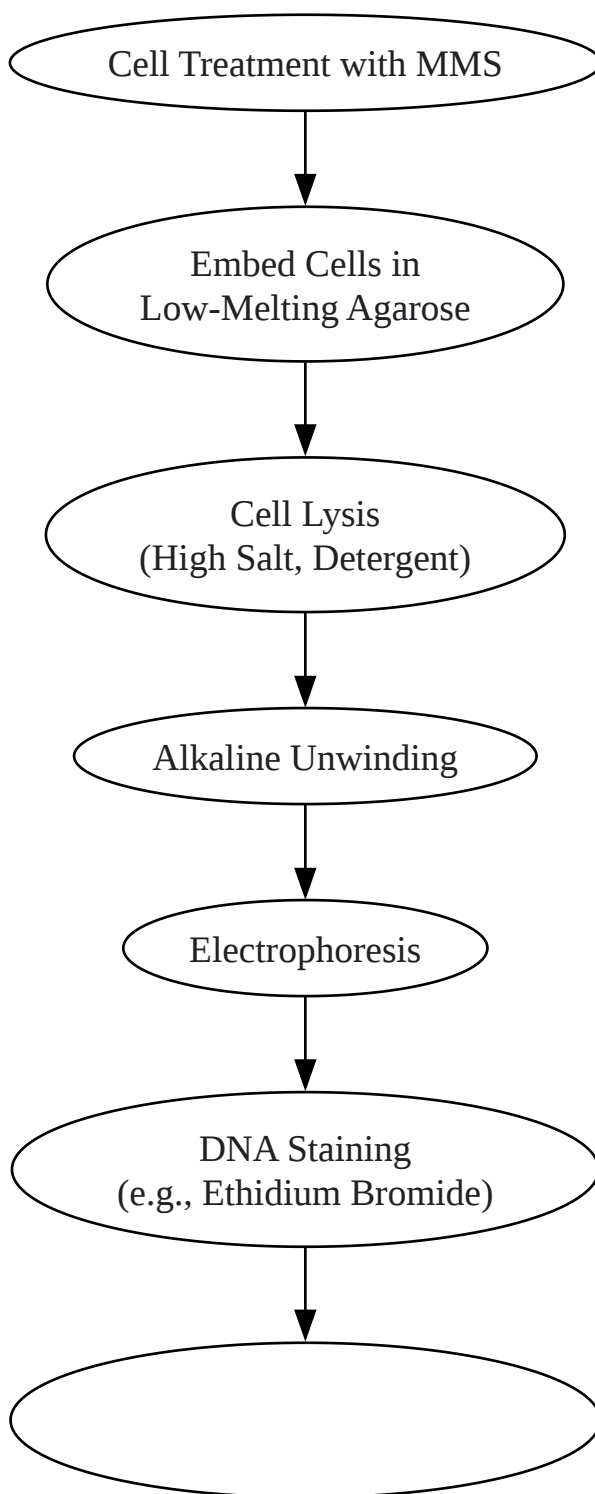 Cell Treatment with MMS
Embed Cells in
Low-Melting Agarose
Cell Lysis
(High Salt, Detergent)
Alkaline Unwinding
Electrophoresis
DNA Staining
(e.g., Ethidium Bromide)